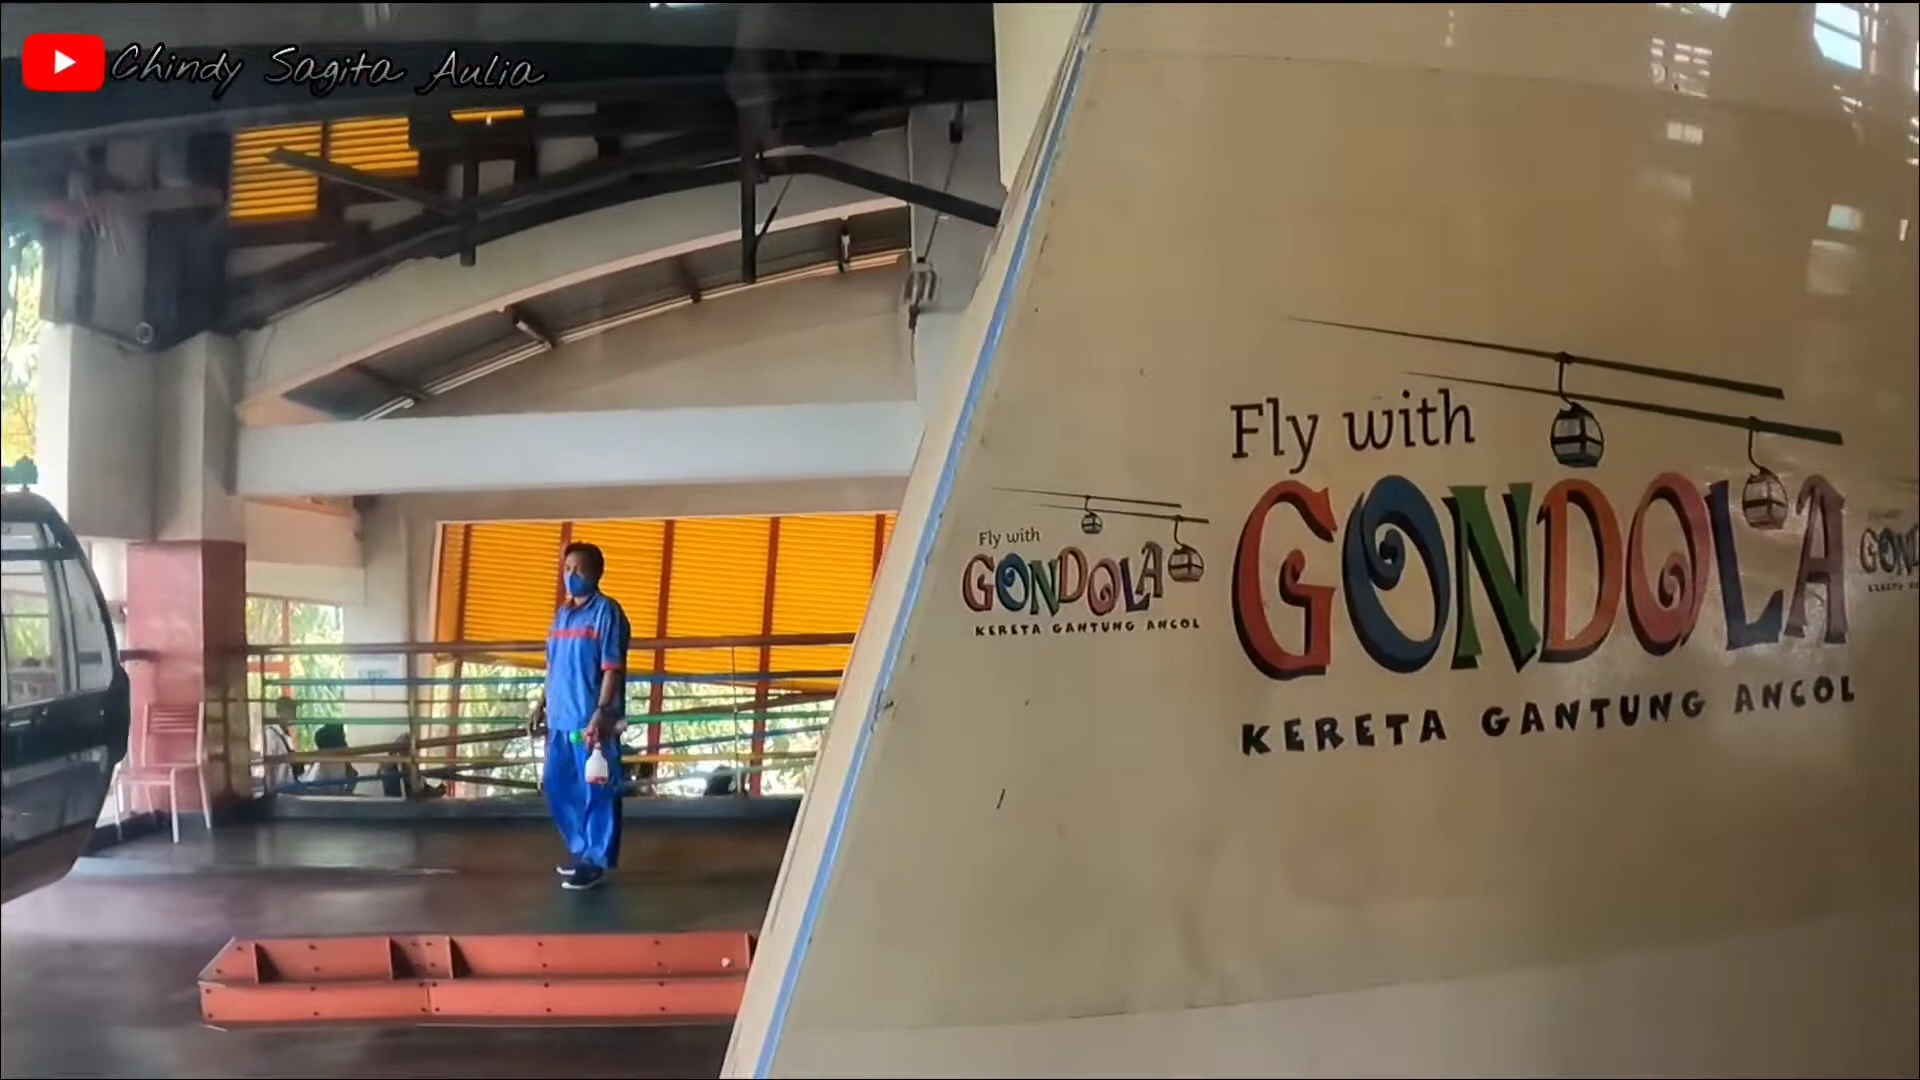 Chindy Sagita Aulia
Fly with
GONDOLA
KERETA GANTUNG ANCOL
Fly with
GONDOLA
KERETA GANTUNG ANCOL